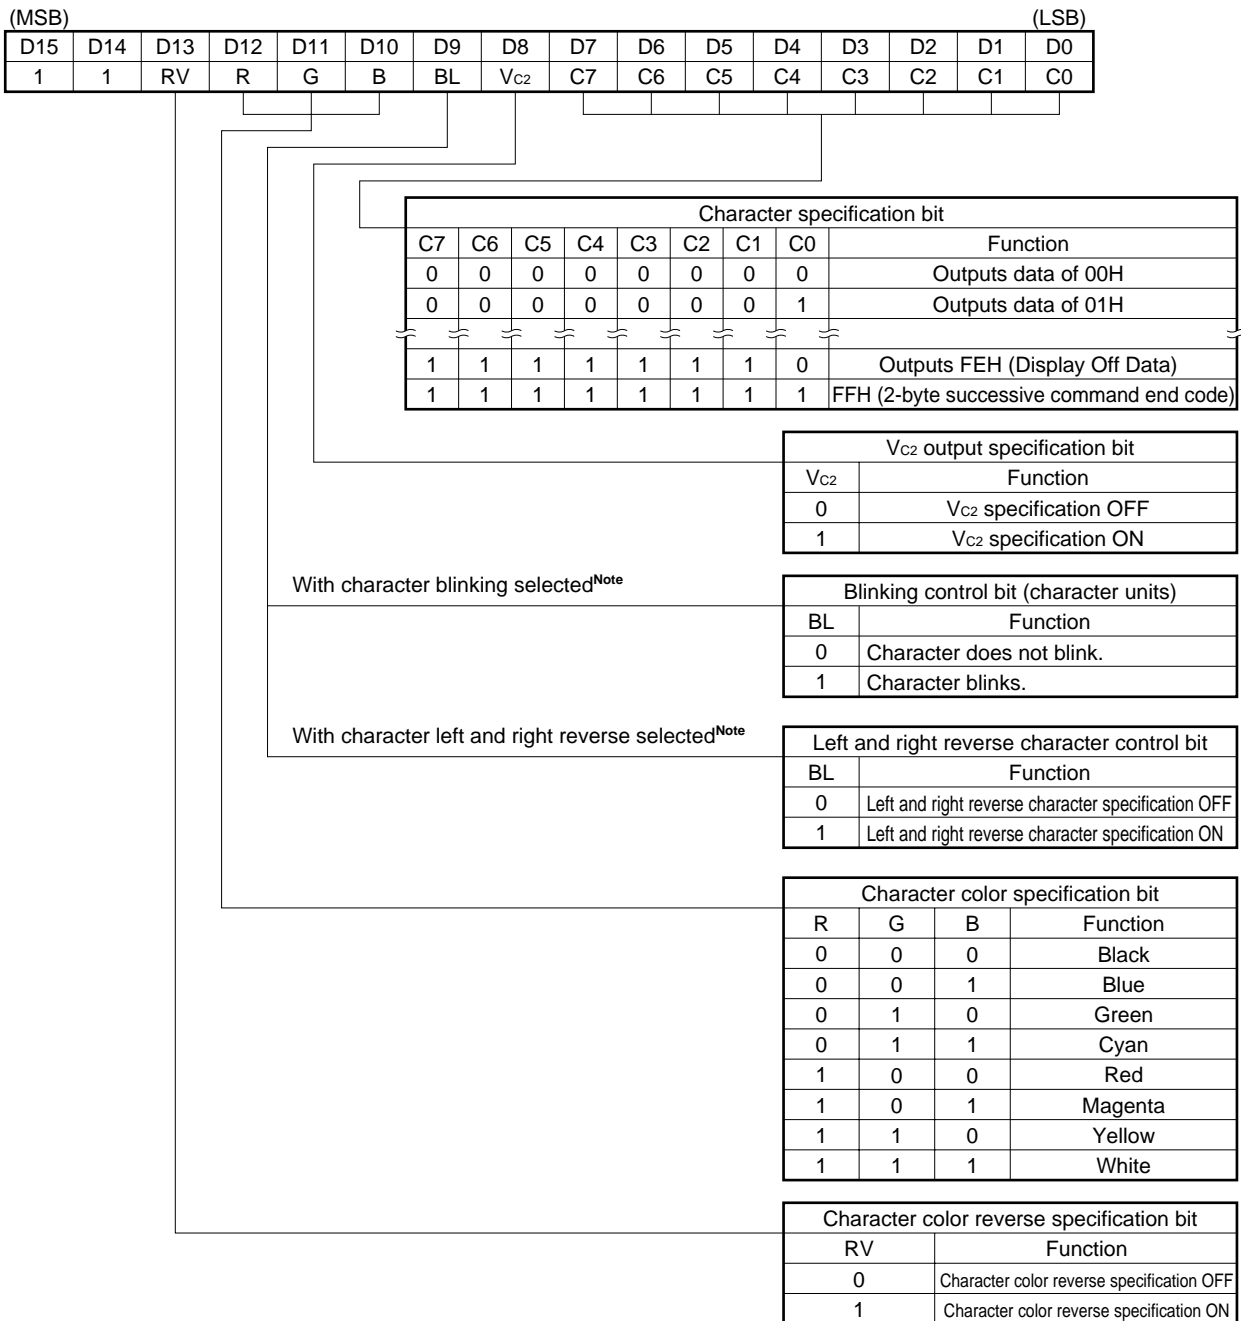 (MSB) (LSB)
D15 D14 D13 D12 D11 D10 D9 D8 D7 D6 D5 D4 D3 D2 D1 D0
1 1 RV R G B BL VC2 C7 C6 C5 C4 C3 C2 C1 C0
Character specification bit
C7 C6 C5 C4 C3 C2 C1 C0 Function
0 0 0 0 0 0 0 0 Outputs data of 00H
0 0 0 0 0 0 0 1 Outputs data of 01H
1 1 1 1 1 1 1 0 Outputs FEH (Display Off Data)
1 1 1 1 1 1 1 1 FFH (2-byte successive command end code)
VC2 output specification bit
VC2 Function
0 VC2 specification OFF
1 VC2 specification ON
With character blinking selectedNote
Blinking control bit (character units)
BL Function
0 Character does not blink.
1 Character blinks.
With character left and right reverse selectedNote
Left and right reverse character control bit
BL Function
0 Left and right reverse character specification OFF
1 Left and right reverse character specification ON
Character color specification bit
R G B Function
0 0 0 Black
0 0 1 Blue
0 1 0 Green
0 1 1 Cyan
1 0 0 Red
1 0 1 Magenta
1 1 0 Yellow
1 1 1 White
Character color reverse specification bit
RV Function
0 Character color reverse specification OFF
1 Character color reverse specification ON